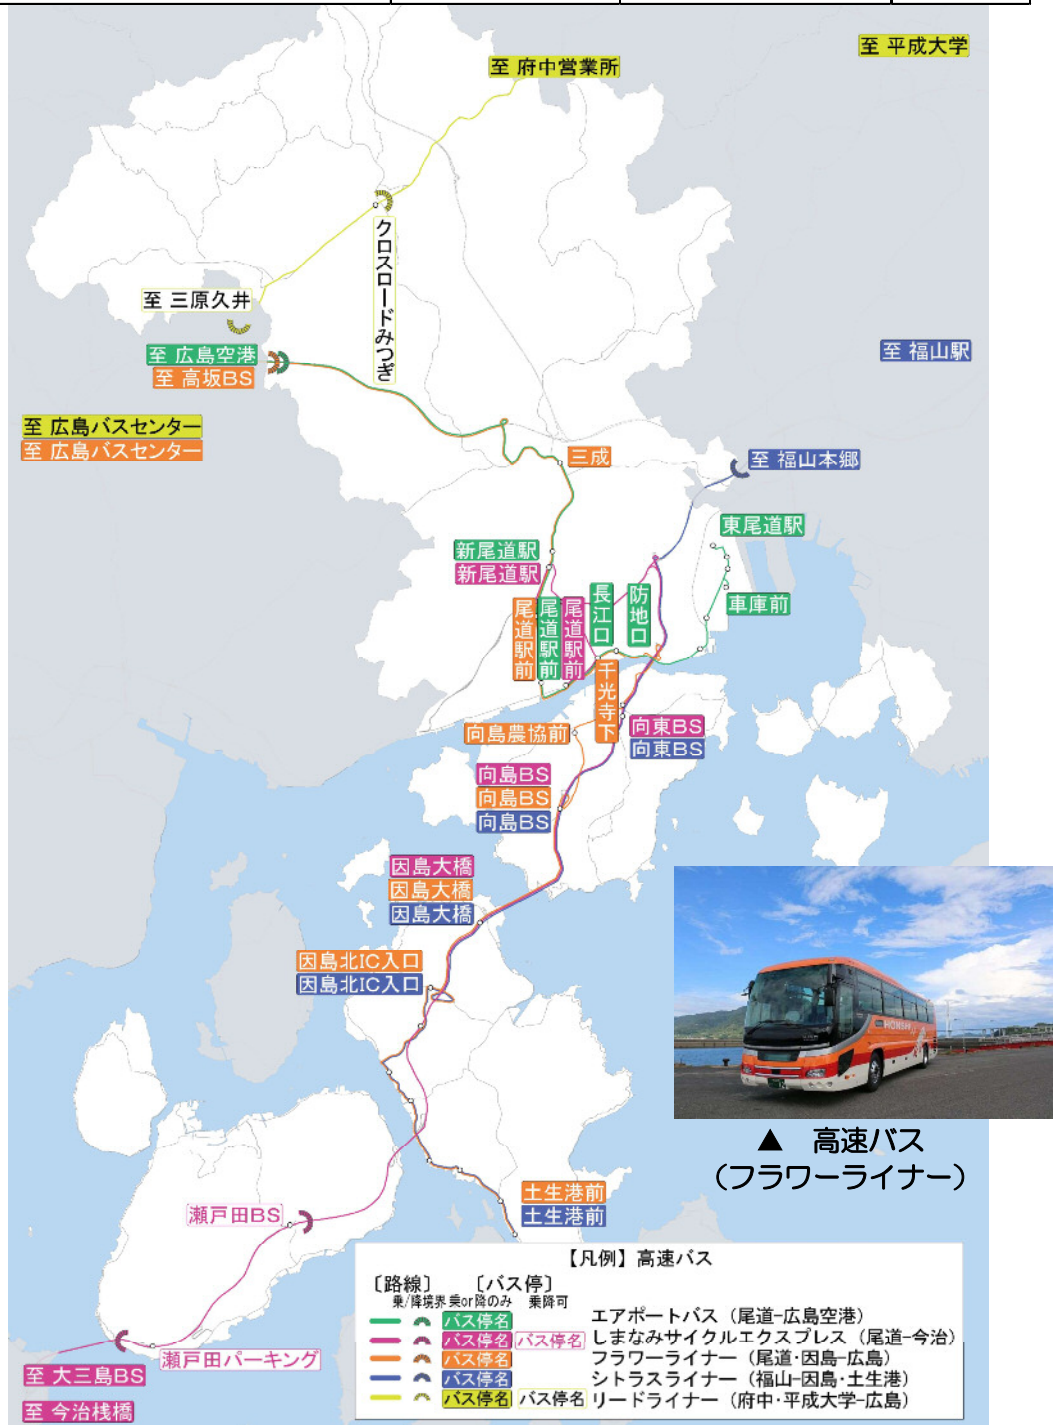 至 平成大学
至 府中営業所
クロスロードみつぎ
至 三原久井
至 広島空港
至 高坂BS
至 福山駅
至 広島バスセンター
至 広島バスセンター
三成
至 福山本郷
東尾道駅
新尾道駅
新尾道駅
長江口
防地口
車庫前
尾道駅前
尾道駅前
尾道駅前
千光寺下
向東BS
向東BS
向島農協前
向島BS
向島BS
向島BS
因島大橋
因島大橋
因島大橋
因島北IC入口
因島北IC入口
HONSHI
▲ 高速バス
(フラワーライナー)
土生港前
土生港前
瀬戸田BS
瀬戸田パーキング
至 大三島BS
至 今治桟橋
【凡例】高速バス
〔路線〕 〔バス停〕
乗/降境界 乗or降のみ 乗降可
バス停名 エアポートバス (尾道-広島空港)
バス停名 バス停名 しまなみサイクルエクスプレス (尾道-今治)
バス停名 フラワーライナー (尾道・因島-広島)
バス停名 シトラスライナー (福山-因島・土生港)
バス停名 バス停名 リードライナー (府中・平成大学-広島)